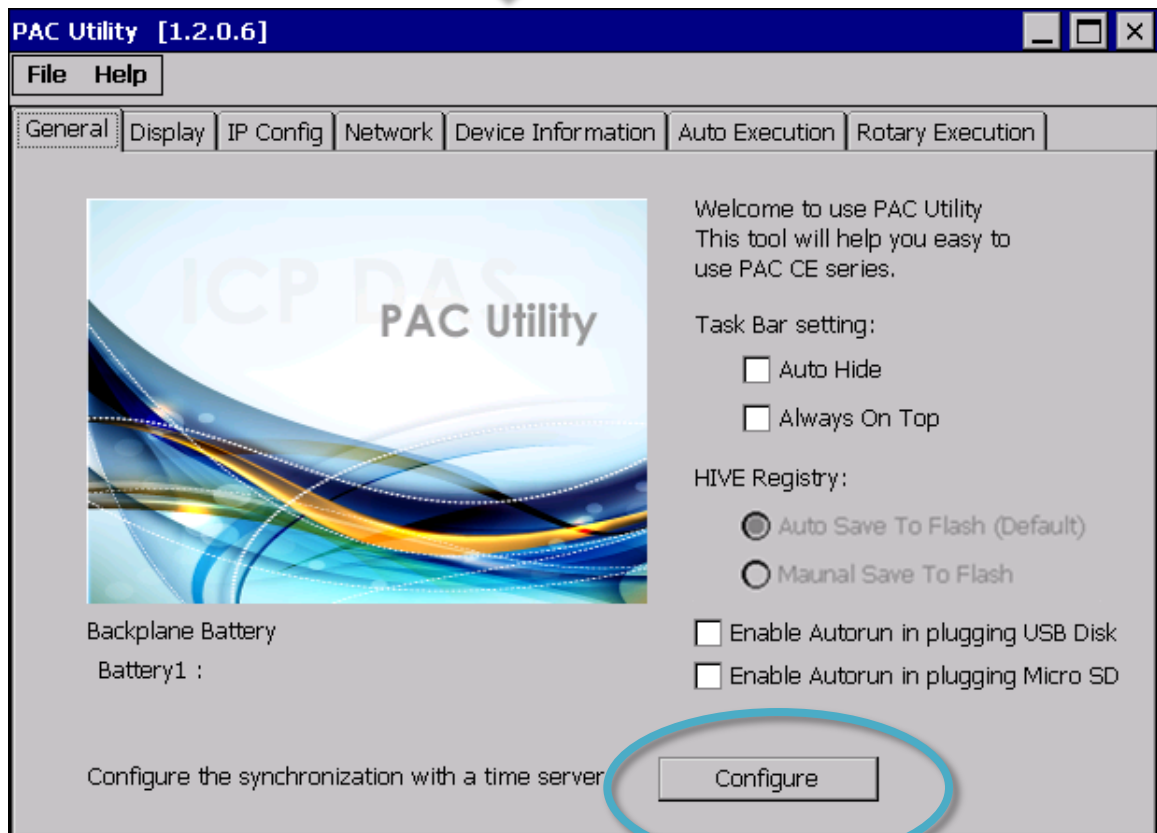 PAC Utility [1.2.0.6]
File Help
General Display IP Config Network Device Information Auto Execution Rotary Execution
ICP DAS
PAC Utility
Welcome to use PAC Utility
This tool will help you easy to
use PAC CE series.
Task Bar setting:
Auto Hide
Always On Top
HIVE Registry:
Auto Save To Flash (Default)
Maunal Save To Flash
Backplane Battery
Battery1 :
Enable Autorun in plugging USB Disk
Enable Autorun in plugging Micro SD
Configure the synchronization with a time server
Configure